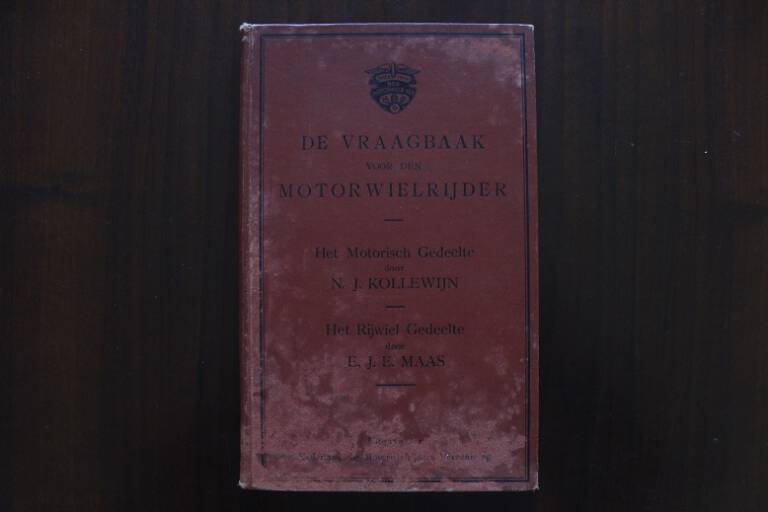 DE VRAAGBAAK
VOOR DEN
MOTORWIELRIJDER
Het Motorisch Gedeelte
door
N. J. KOLLEWIJN
Het Rijwiel Gedeelte
door
E. J. E. MAAS